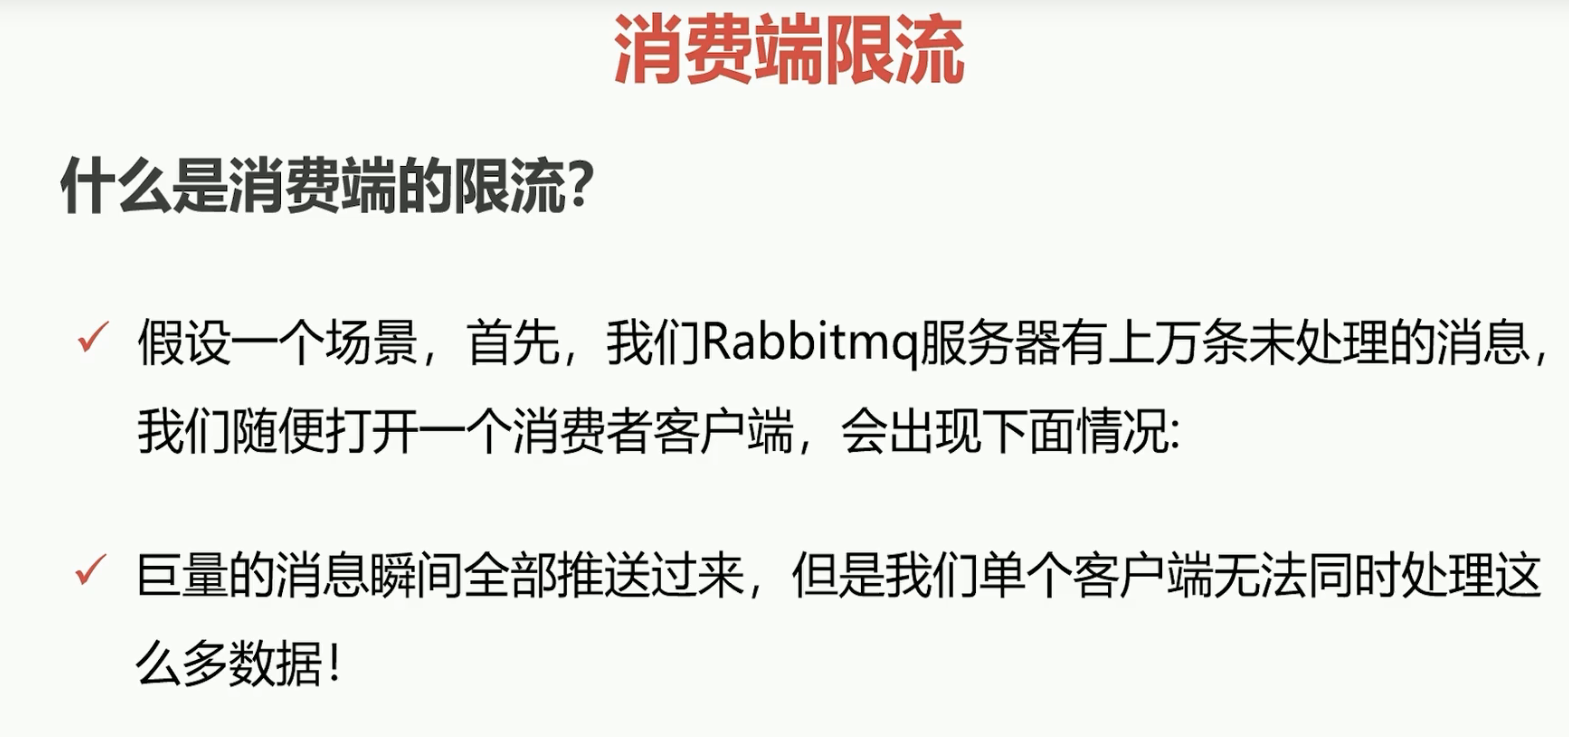 消费端限流
什么是消费端的限流?
✓ 假设一个场景，首先，我们Rabbitmq服务器有上万条未处理的消息，
我们随便打开一个消费者客户端，会出现下面情况:
✓ 巨量的消息瞬间全部推送过来，但是我们单个客户端无法同时处理这
么多数据!